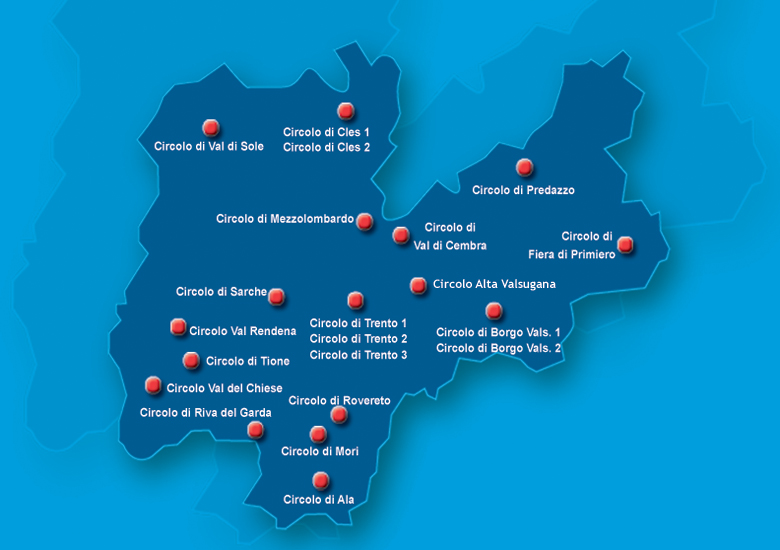 Circolo di Cles 1
Circolo di Cles 2
Circolo di Val di Sole
Circolo di Predazzo
Circolo di Mezzolombardo
Circolo di
Val di Cembra
Circolo di
Fiera di Primiero
Circolo Alta Valsugana
Circolo di Sarche
Circolo di Trento 1
Circolo di Trento 2
Circolo di Trento 3
Circolo Val Rendena
Circolo di Borgo Vals. 1
Circolo di Borgo Vals. 2
Circolo di Tione
Circolo Val del Chiese
Circolo di Rovereto
Circolo di Riva del Garda
Circolo di Mori
Circolo di Ala